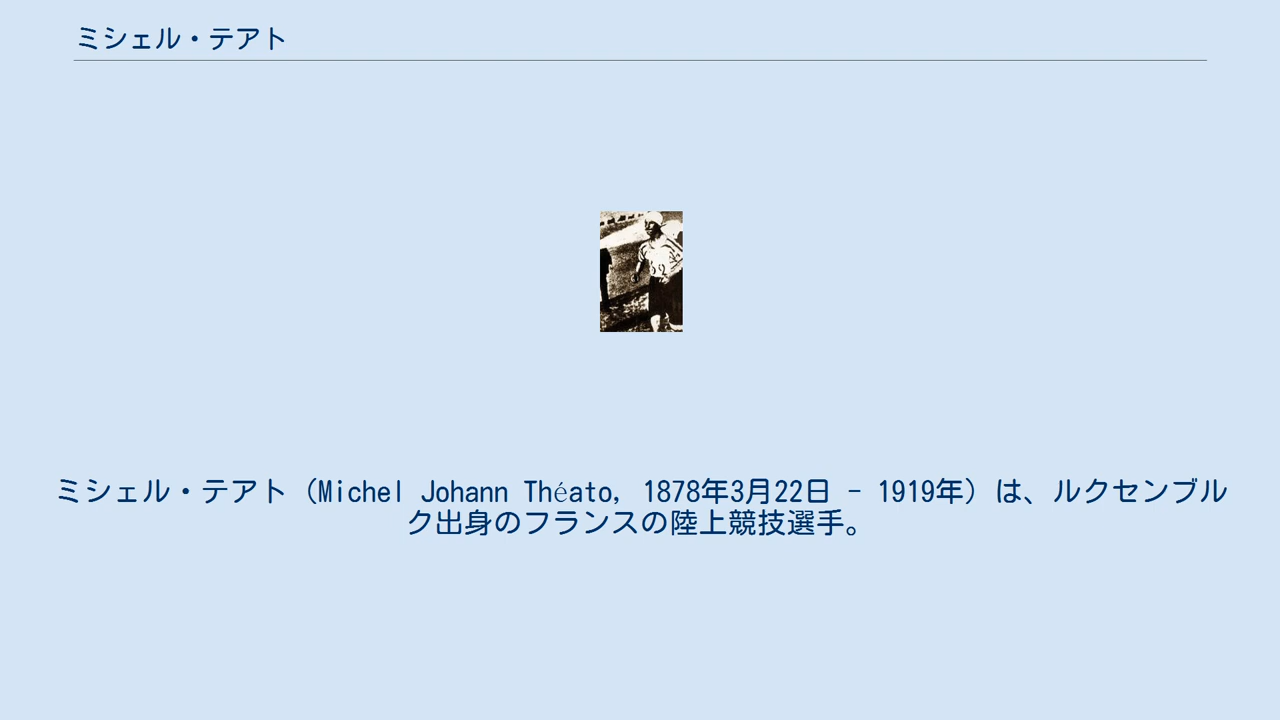 ミシェル・テアト
ミシェル・テアト（Michel Johann Théato, 1878年3月22日 - 1919年）は、ルクセンブル
ク出身のフランスの陸上競技選手。